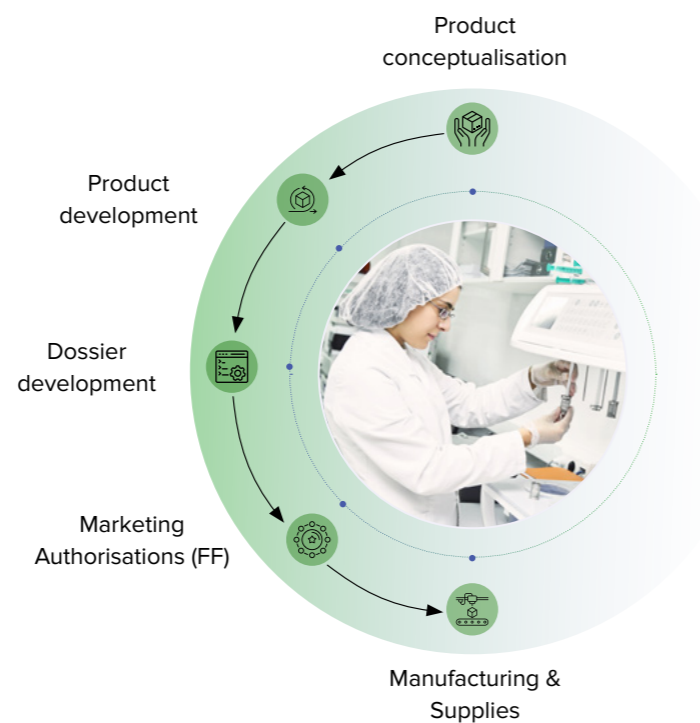 Product
conceptualisation
Product
development
Dossier
development
Marketing
Authorisations (FF)
Manufacturing &
Supplies